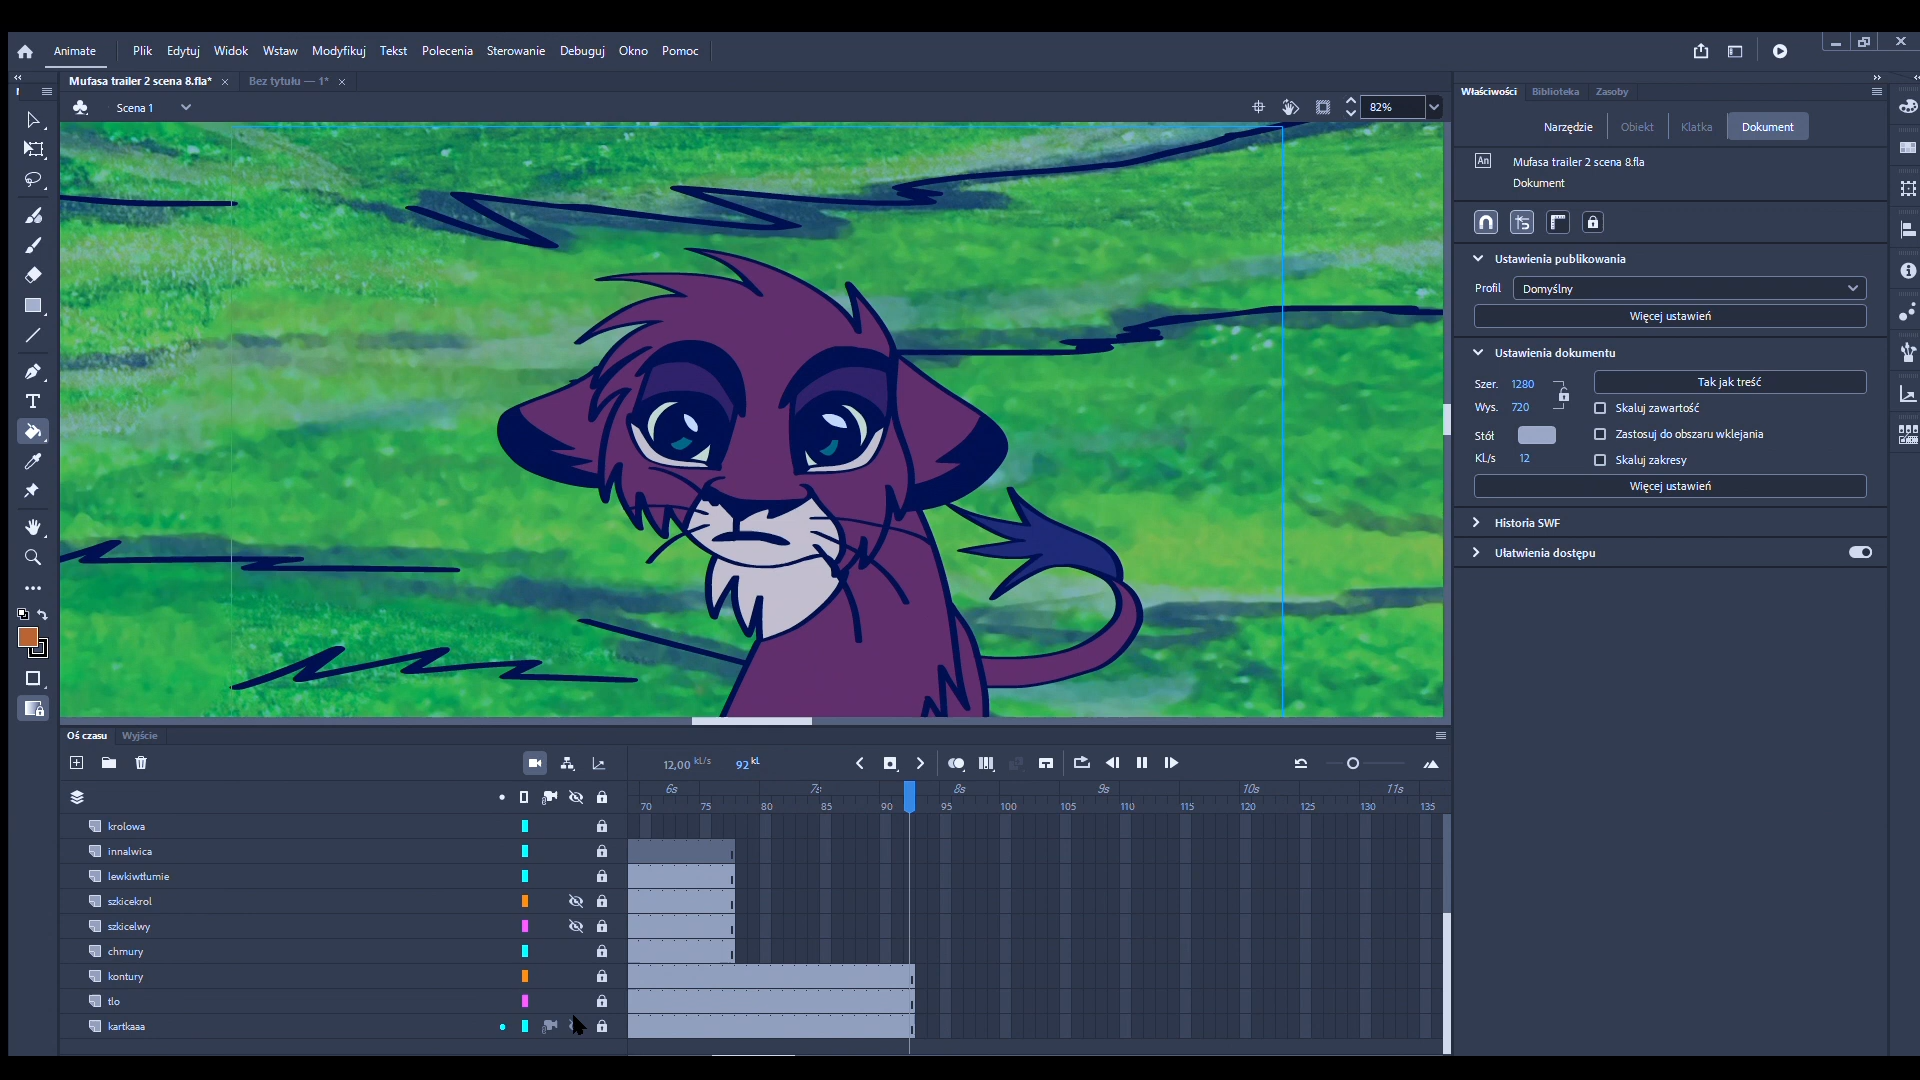 Animate Plik Edytuj Widok Wstaw Modyfikuj Tekst Polecenia Sterowanie Debuguj Okno Pomoc
Mufasa trailer 2 scena 8.fla* Bez tytułu — 1*
Scena 1
82%
Właściwości Biblioteka Zasoby
Narzędzie Obiekt Klatka Dokument
An Mufasa trailer 2 scena 8.fla
Dokument
Ustawienia publikowania
Profil Domyślny
Więcej ustawień
Ustawienia dokumentu
Szer. 1280 Tak jak treść
Wys. 720 Skaluj zawartość
Stół Zastosuj do obszaru wklejania
Kl./s 12 Skaluj zakresy
Więcej ustawień
Historia SWF
Ułatwienia dostępu
Oś czasu Wyjście
12,00 kl./s 92 kl.
6s 7s 8s 9s 10s 11s
70 75 80 85 90 95 100 105 110 115 120 125 130 135
krolowa
innalwica
lewkiwtłumie
szkicekrol
szkicelwy
chmury
kontury
tlo
kartkaaa